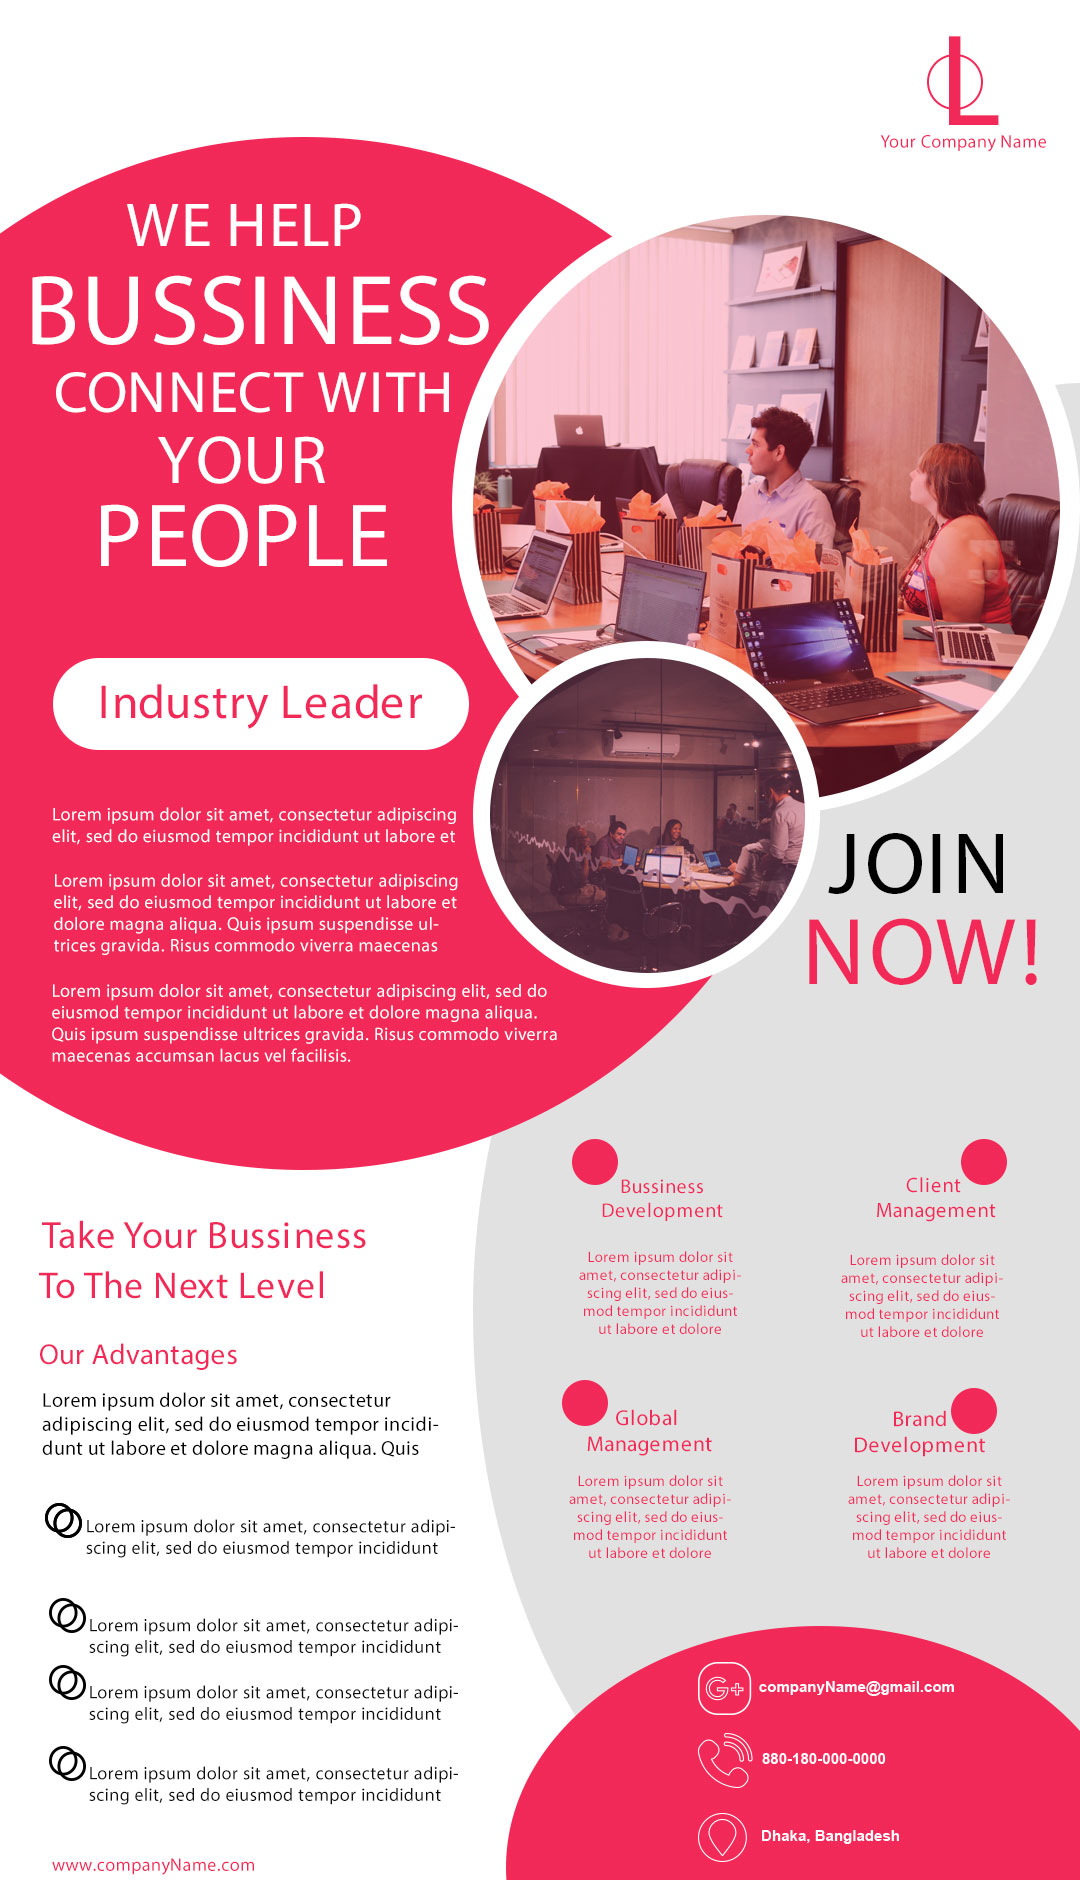 L
Your Company Name
WE HELP
BUSSINESS
CONNECT WITH
YOUR
PEOPLE
Industry Leader
Lorem ipsum dolor sit amet, consectetur adipiscing
elit, sed do eiusmod tempor incididunt ut labore et
Lorem ipsum dolor sit amet, consectetur adipiscing
elit, sed do eiusmod tempor incididunt ut labore et
dolore magna aliqua. Quis ipsum suspendisse ul-
trices gravida. Risus commodo viverra maecenas
Lorem ipsum dolor sit amet, consectetur adipiscing elit, sed do
eiusmod tempor incididunt ut labore et dolore magna aliqua.
Quis ipsum suspendisse ultrices gravida. Risus commodo viverra
maecenas accumsan lacus vel facilisis.
JOIN
NOW!
Take Your Bussiness
To The Next Level
Our Advantages
Lorem ipsum dolor sit amet, consectetur
adipiscing elit, sed do eiusmod tempor incidi-
dunt ut labore et dolore magna aliqua. Quis
Lorem ipsum dolor sit amet, consectetur adipi-
scing elit, sed do eiusmod tempor incididunt
Lorem ipsum dolor sit amet, consectetur adipi-
scing elit, sed do eiusmod tempor incididunt
Lorem ipsum dolor sit amet, consectetur adipi-
scing elit, sed do eiusmod tempor incididunt
Lorem ipsum dolor sit amet, consectetur adipi-
scing elit, sed do eiusmod tempor incididunt
www.companyName.com
Bussiness
Development
Lorem ipsum dolor sit
amet, consectetur adipi-
scing elit, sed do eius-
mod tempor incididunt
ut labore et dolore
Client
Management
Lorem ipsum dolor sit
amet, consectetur adipi-
scing elit, sed do eius-
mod tempor incididunt
ut labore et dolore
Global
Management
Lorem ipsum dolor sit
amet, consectetur adipi-
scing elit, sed do eius-
mod tempor incididunt
ut labore et dolore
Brand
Development
Lorem ipsum dolor sit
amet, consectetur adipi-
scing elit, sed do eius-
mod tempor incididunt
ut labore et dolore
G+ companyName@gmail.com
880-180-000-0000
Dhaka, Bangladesh